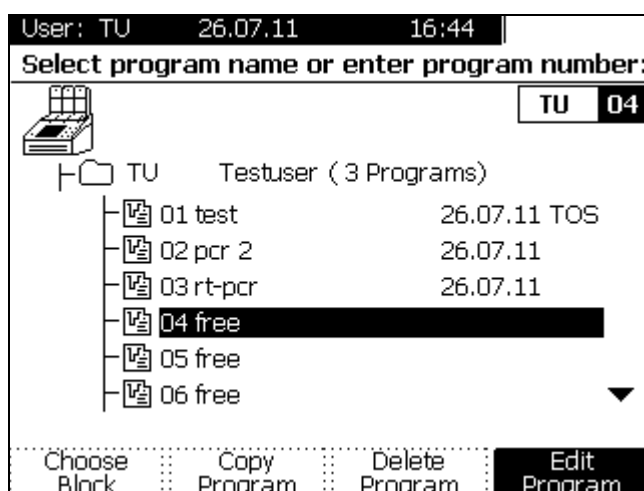 User: TU 26.07.11 16:44
Select program name or enter program number:
TU 04
TU Testuser ( 3 Programs)
01 test 26.07.11 TOS
02 pcr 2 26.07.11
03 rt-pcr 26.07.11
04 free
05 free
06 free
Choose Copy Delete Edit
Block Program Program Program